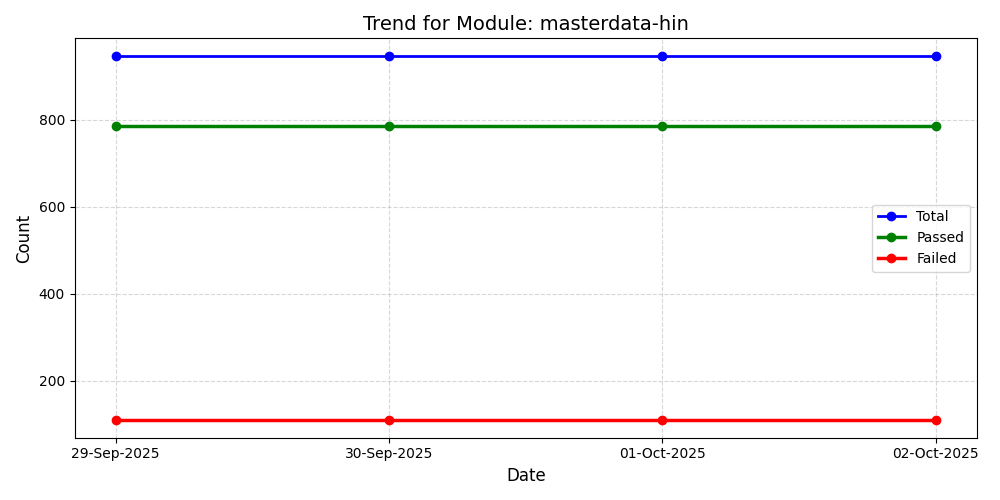 Trend for Module: masterdata-hin
Count
800
600
400
200
Total
Passed
Failed
29-Sep-2025 30-Sep-2025 01-Oct-2025 02-Oct-2025
Date